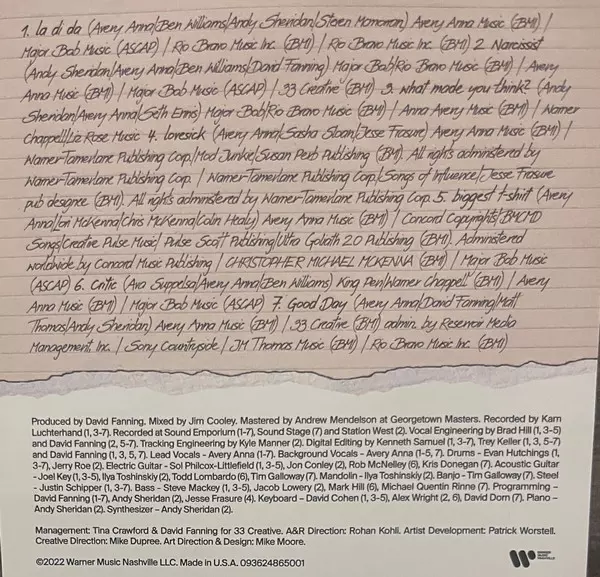 1. la di da (Avery Anna/Ben Williams/Andy Sheridan/Steven Momorran) Avery Anna Music (BMI) /
Major Bob Music (ASCAP) / Rio Bravo Music Inc. (BMI) / Rio Bravo Music Inc. (BMI) 2. Narcissist
(Andy Sheridan/Avery Anna/Ben Williams/David Fanning) Major Bob/Rio Bravo Music (BMI) / Avery
Anna Music (BMI) / Major Bob Music (ASCAP) / 33 Creative (BMI) 3. what made you think? (Andy
Sheridan/Avery Anna/Seth Ennis) Major Bob/Rio Bravo Music (BMI) / Anna Avery Music (BMI) / Warner
Chappell/Liz Rose Music 4. lovesick (Avery Anna/Sasha Sloan/Jesse Frasure) Avery Anna Music (BMI) /
Warner-Tamerlane Publishing Corp./Mod Junkie/Susan Perb Publishing (BMI). All rights administered by
Warner-Tamerlane Publishing Corp. / Warner-Tamerlane Publishing Corp./Songs of Influence/Jesse Frasure
pub designee (BMI). All rights administered by Warner-Tamerlane Publishing Corp. 5. biggest t-shirt (Avery
Anna/Lori McKenna/Chris McKenna/Colin Healy) Avery Anna Music (BMI) / Concord Copyrights/BMCMD
Songs/Creative Pulse Music/ Pulse Scott Publishing/Ultra Goliath 2.0 Publishing (BMI). Administered
worldwide by Concord Music Publishing / CHRISTOPHER MICHAEL MCKENNA (BMI) / Major Bob Music
(ASCAP) 6. Critic (Ava Suppelsa/Avery Anna/Ben Williams) King Pen/Warner Chappell (BMI) / Avery
Anna Music (BMI) / Major Bob Music (ASCAP) 7. Good Day (Avery Anna/David Fanning/Matt
Thomas/Andy Sheridan) Avery Anna Music (BMI) / 33 Creative (BMI) admin. by Reservoir Media
Management, Inc. / Sony Countryside / JM Thomas Music (BMI) / Rio Bravo Music Inc. (BMI)
Produced by David Fanning. Mixed by Jim Cooley. Mastered by Andrew Mendelson at Georgetown Masters. Recorded by Kam
Luchterhand (1, 3-7). Recorded at Sound Emporium (1-7), Sound Stage (7) and Station West (2). Vocal Engineering by Brad Hill (1, 3-5)
and David Fanning (2, 5-7). Tracking Engineering by Kyle Manner (2). Digital Editing by Kenneth Samuel (1, 3-7), Trey Keller (1, 3, 5-7)
and David Fanning (1, 3, 5, 7). Lead Vocals - Avery Anna (1-7). Background Vocals - Avery Anna (1-5, 7). Drums - Evan Hutchings (1,
3-7), Jerry Roe (2). Electric Guitar - Sol Philcox-Littlefield (1, 3-5), Jon Conley (2), Rob McNelley (6), Kris Donegan (7). Acoustic Guitar
- Joel Key (1, 3-5), Ilya Toshinskiy (2), Todd Lombardo (6), Tim Galloway (7). Mandolin - Ilya Toshinskiy (2). Banjo - Tim Galloway (7). Steel
- Justin Schipper (1, 3-7). Bass - Steve Mackey (1, 3-5), Jacob Lowery (2), Mark Hill (6), Michael Quentin Rinne (7). Programming –
David Fanning (1-7), Andy Sheridan (2), Jesse Frasure (4). Keyboard – David Cohen (1, 3-5), Alex Wright (2, 6), David Dorn (7). Piano –
Andy Sheridan (2). Synthesizer – Andy Sheridan (2).
Management: Tina Crawford & David Fanning for 33 Creative. A&R Direction: Rohan Kohli. Artist Development: Patrick Worstell.
Creative Direction: Mike Dupree. Art Direction & Design: Mike Moore.
©2022 Warner Music Nashville LLC. Made in U.S.A. 093624865001
WARNER
MUSIC
NASHVILLE